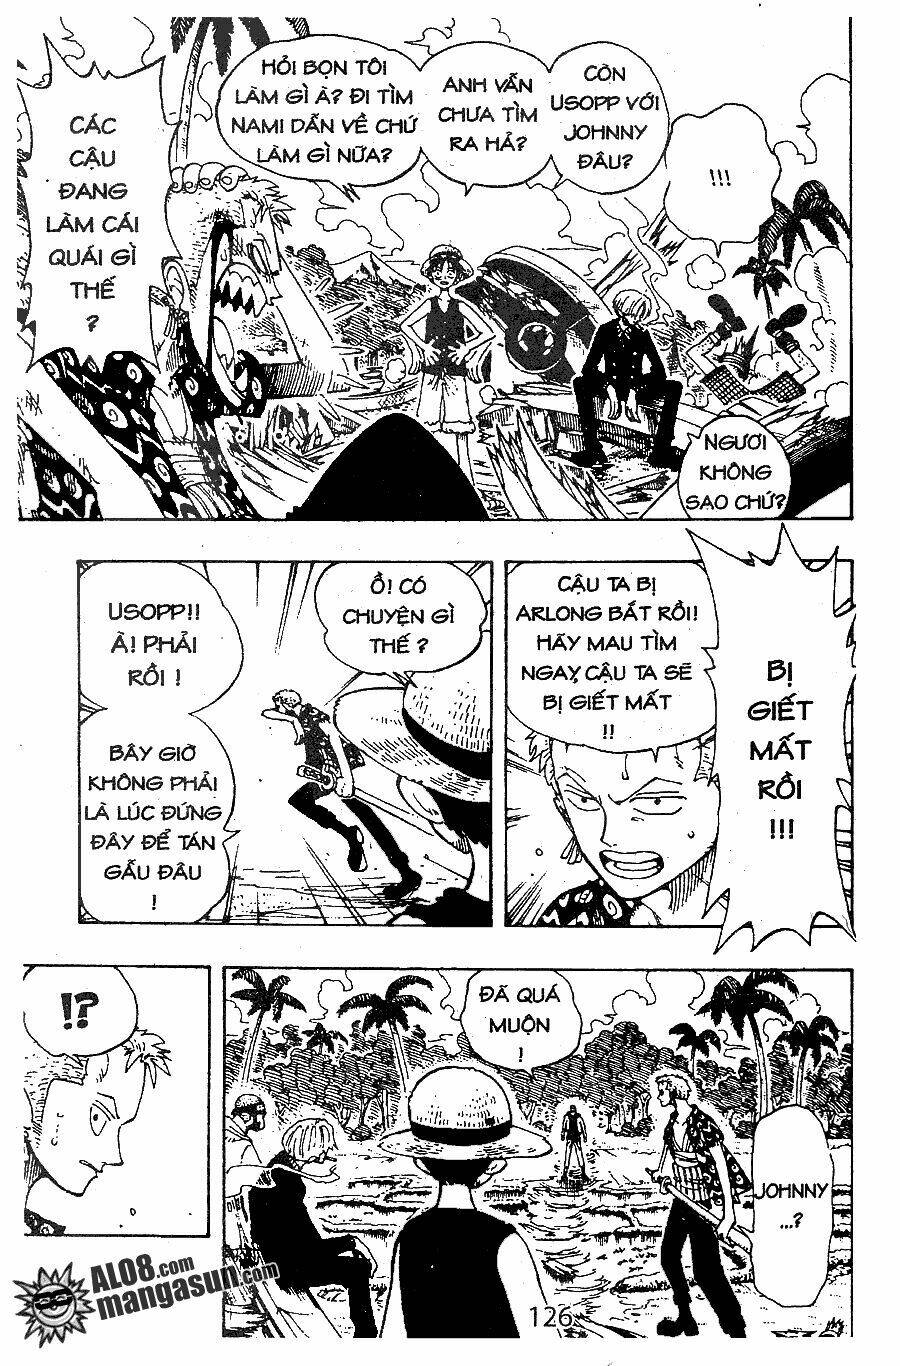 CÁC
CẬU
ĐANG
LÀM CÁI
QUÁI GÌ
THẾ
?
HỎI BỌN TÔI
LÀM GÌ À? ĐI TÌM
NAMI DẪN VỀ CHỨ
LÀM GÌ NỮA?
ANH VẪN
CHƯA TÌM
RA HẢ?
CÒN
USOPP VỚI
JOHNNY
ĐÂU?
!!!
NGƯƠI
KHÔNG
SAO CHỨ?
USOPP!!
À! PHẢI
RỒI !
BÂY GIỜ
KHÔNG PHẢI
LÀ LÚC ĐỨNG
ĐÂY ĐỂ TÁN
GẪU ĐÂU
!
Ồ! CÓ
CHUYỆN GÌ
THẾ ?
CẬU TA BỊ
ARLONG BẮT RỒI!
HÃY MAU TÌM
NGAY, CẬU TA SẼ
BỊ GIẾT MẤT
!!
BỊ
GIẾT
MẤT
RỒI
!!!
!?
ĐÃ QUÁ
MUỘN
!
JOHNNY
...?
AL08.com
mangasun.com
126